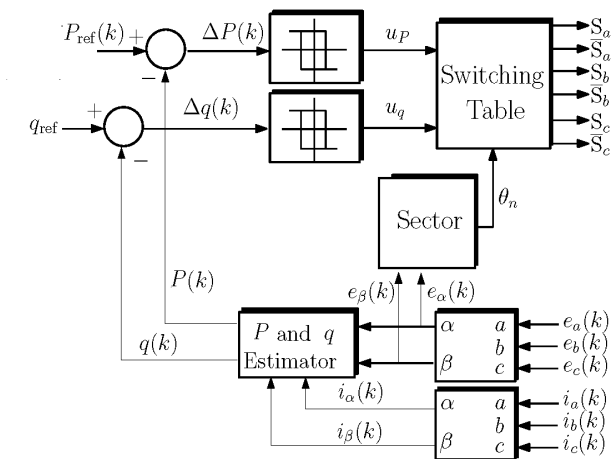 P_ref(k) + ΔP(k) u_P
−
Switching
Table
S_a
S̅_a
S_b
S̅_b
S_c
S̅_c
q_ref + Δq(k) u_q
−
θ_n
Sector
P(k)
q(k)
e_β(k) e_α(k)
P and q
Estimator
α a e_a(k)
b e_b(k)
β c e_c(k)
i_α(k)
α a i_a(k)
b i_b(k)
i_β(k)
β c i_c(k)